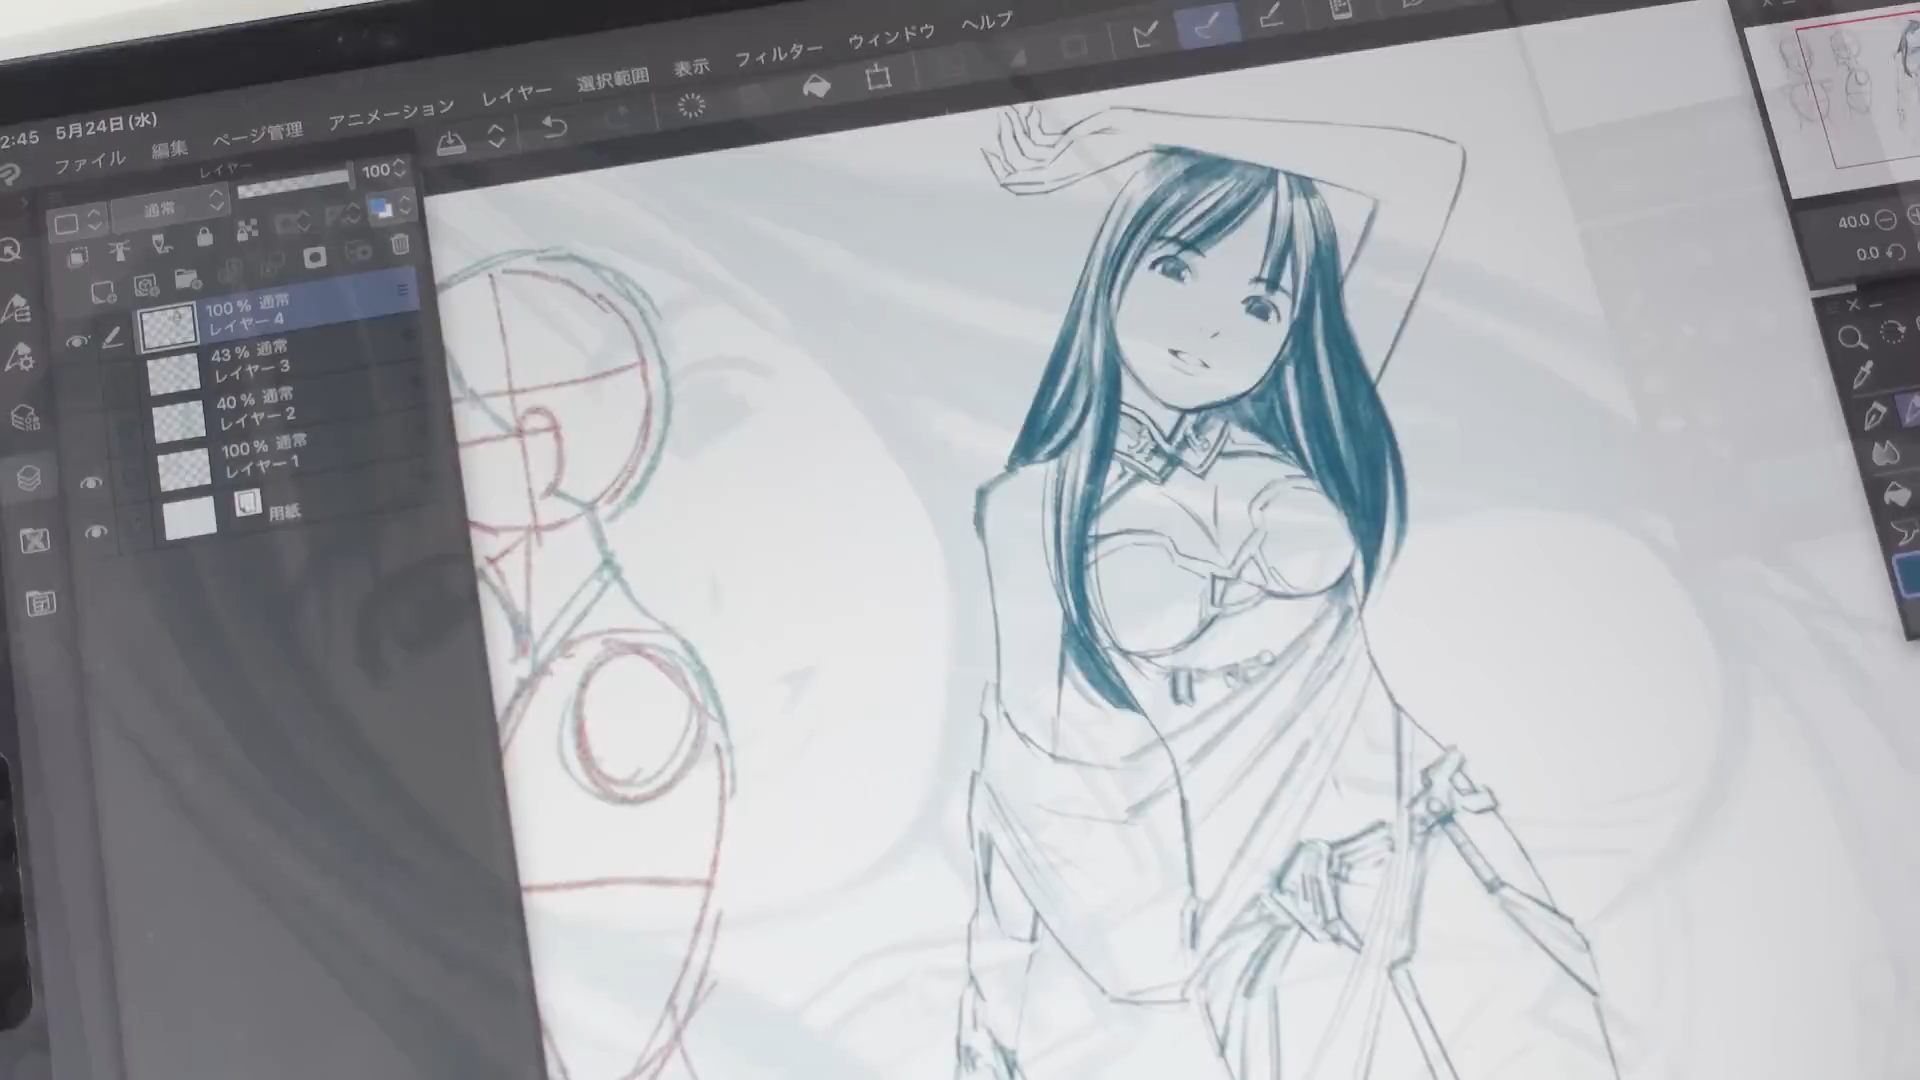 2:45 5月24日(水)
ファイル 編集 ページ管理 アニメーション レイヤー 選択範囲 表示 フィルター ウィンドウ ヘルプ
レイヤー
通常 100
100 % 通常
レイヤー 4
43 % 通常
レイヤー 3
40 % 通常
レイヤー 2
100 % 通常
レイヤー 1
用紙
40.0
0.0